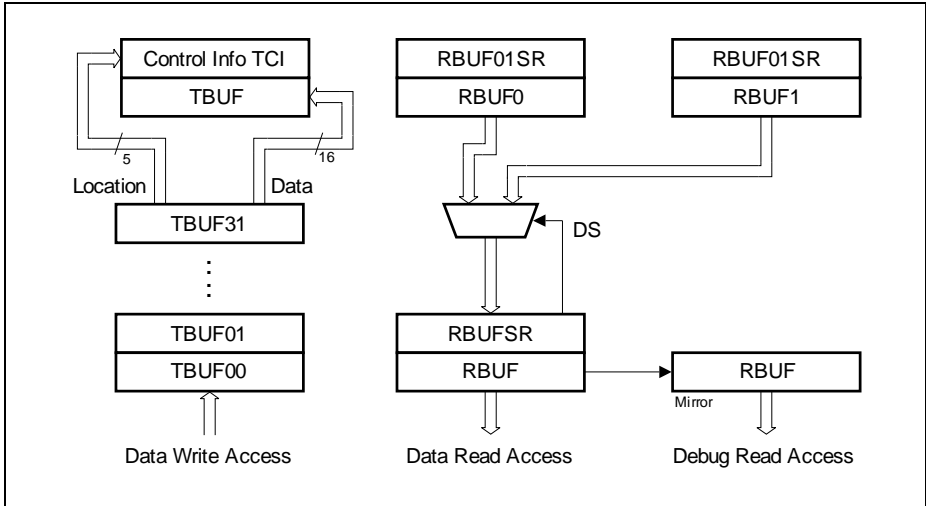 Control Info TCI
TBUF
5
16
Location
Data
TBUF31
TBUF01
TBUF00
Data Write Access
RBUF01SR
RBUF0
RBUF01SR
RBUF1
DS
RBUFSR
RBUF
Mirror
RBUF
Data Read Access
Debug Read Access